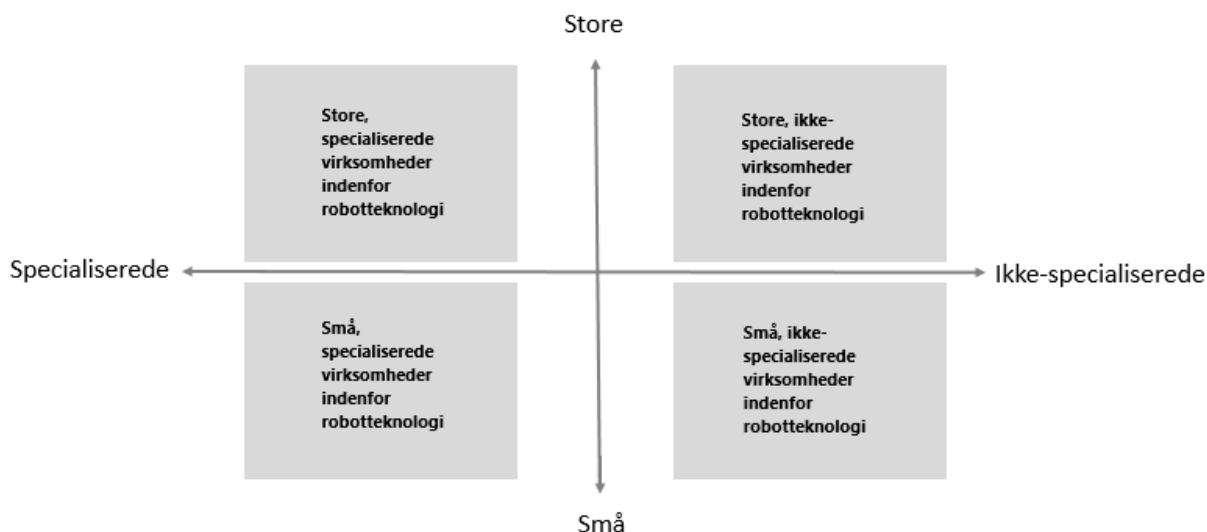 Store
Store,
specialiserede
virksomheder
indenfor
robotteknologi
Store, ikke-
specialiserede
virksomheder
indenfor
robotteknologi
Specialiserede
Ikke-specialiserede
Små,
specialiserede
virksomheder
indenfor
robotteknologi
Små, ikke-
specialiserede
virksomheder
indenfor
robotteknologi
Små